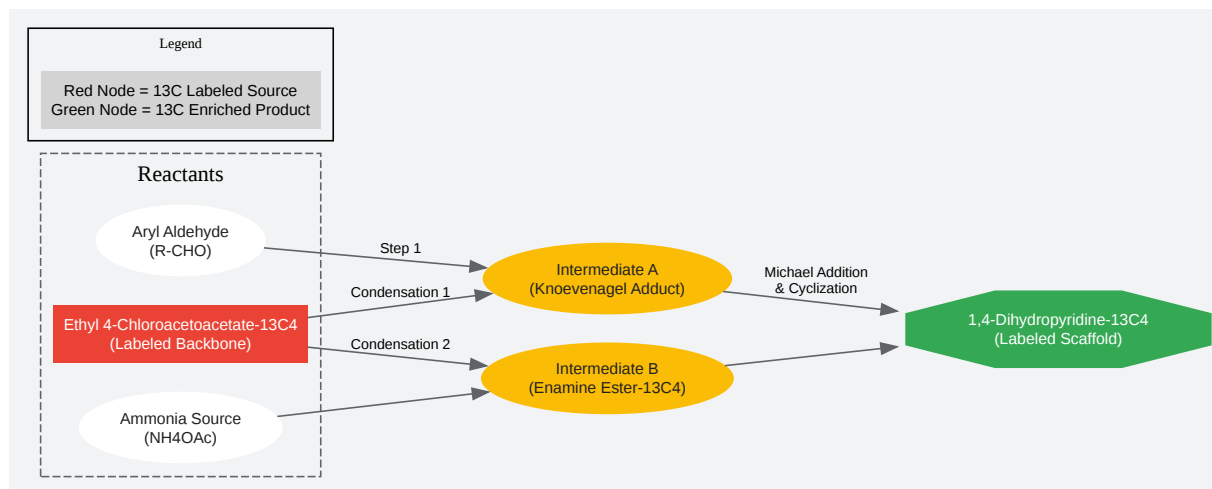 Legend
Red Node = 13C Labeled Source
Green Node = 13C Enriched Product
Reactants
Aryl Aldehyde
(R-CHO)
Step 1
Ethyl 4-Chloroacetoacetate-13C4
(Labeled Backbone)
Condensation 1
Condensation 2
Ammonia Source
(NH4OAc)
Intermediate A
(Knoevenagel Adduct)
Intermediate B
(Enamine Ester-13C4)
Michael Addition
& Cyclization
1,4-Dihydropyridine-13C4
(Labeled Scaffold)